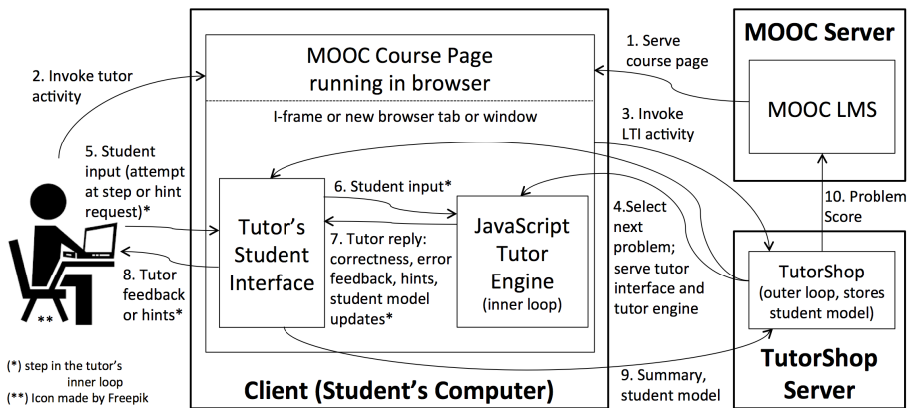 MOOC Course Page
running in browser
I-frame or new browser tab or window
MOOC Server
MOOC LMS
1. Serve
course page
2. Invoke tutor
activity
3. Invoke
LTI activity
5. Student
input (attempt
at step or hint
request)*
6. Student input*
Tutor's
Student
Interface
7. Tutor reply:
correctness, error
feedback, hints,
student model
updates*
JavaScript
Tutor
Engine
(inner loop)
4.Select
next
problem;
serve tutor
interface and
tutor engine
10. Problem
Score
TutorShop
(outer loop, stores
student model)
8. Tutor
feedback
or hints*
**
(*) step in the tutor's
inner loop
(**) Icon made by Freepik
Client (Student's Computer)
9. Summary,
student model
TutorShop
Server